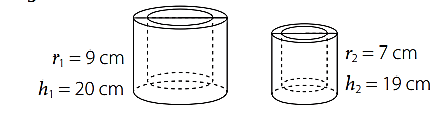 r₁ = 9 cm
h₁ = 20 cm
r₂ = 7 cm
h₂ = 19 cm